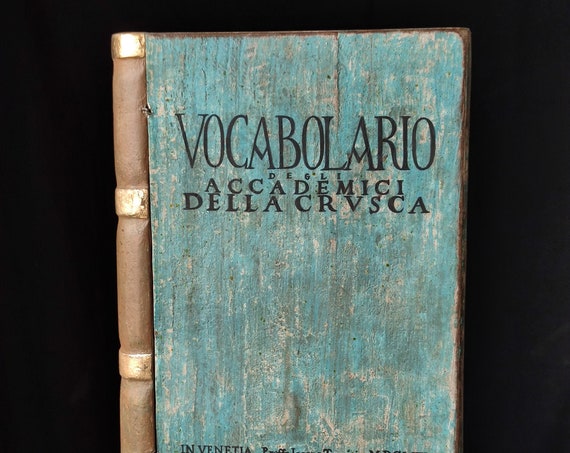 VOCABOLARIO
DEGLI
ACCADEMICI
DELLA CRVSCA
IN VENETIA